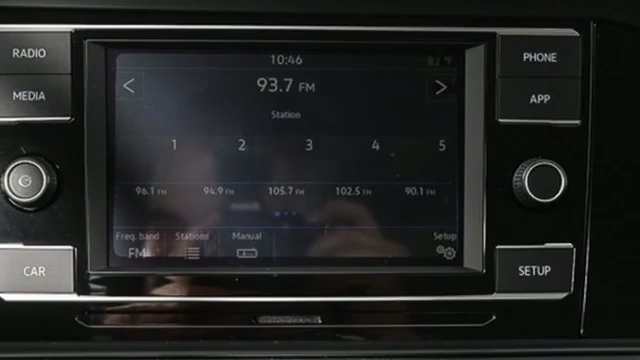 RADIO
MEDIA
CAR
10:46
82 °F
93.7 FM
Station
1 2 3 4 5
96.1 FM 94.9 FM 105.7 FM 102.5 FM 90.1 FM
Freq. band Stations Manual Setup
FM
PHONE
APP
SETUP